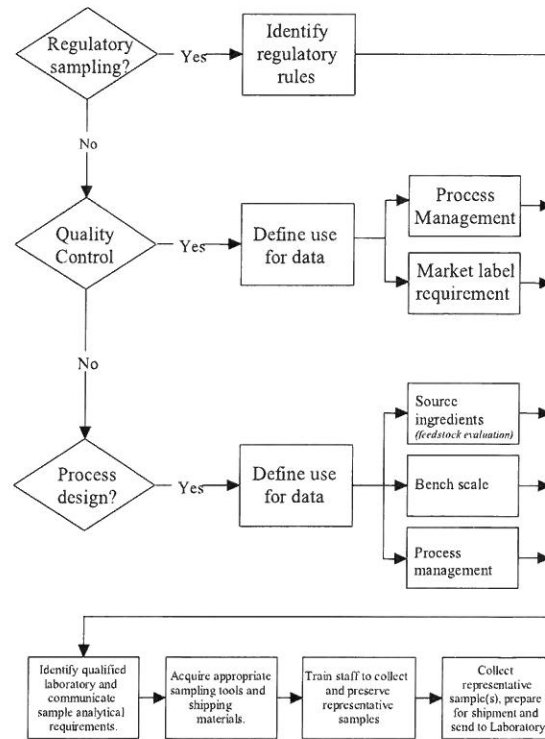 Regulatory
sampling?
Yes
Identify
regulatory
rules
No
Quality
Control
Yes
Define use
for data
Process
Management
Market label
requirement
No
Process
design?
Yes
Define use
for data
Source
ingredients
(feedstock evaluation)
Bench scale
Process
management
Identify qualified
laboratory and
communicate
sample analytical
requirements.
Acquire appropriate
sampling tools and
shipping
materials.
Train staff to collect
and preserve
representative
samples
Collect
representative
sample(s), prepare
for shipment and
send to Laboratory